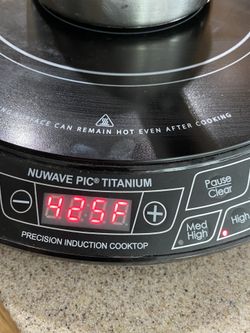 SURFACE CAN REMAIN HOT EVEN AFTER COOKING
NUWAVE PIC® TITANIUM
Pause
Clear
− 425F +
Med
High
High
PRECISION INDUCTION COOKTOP